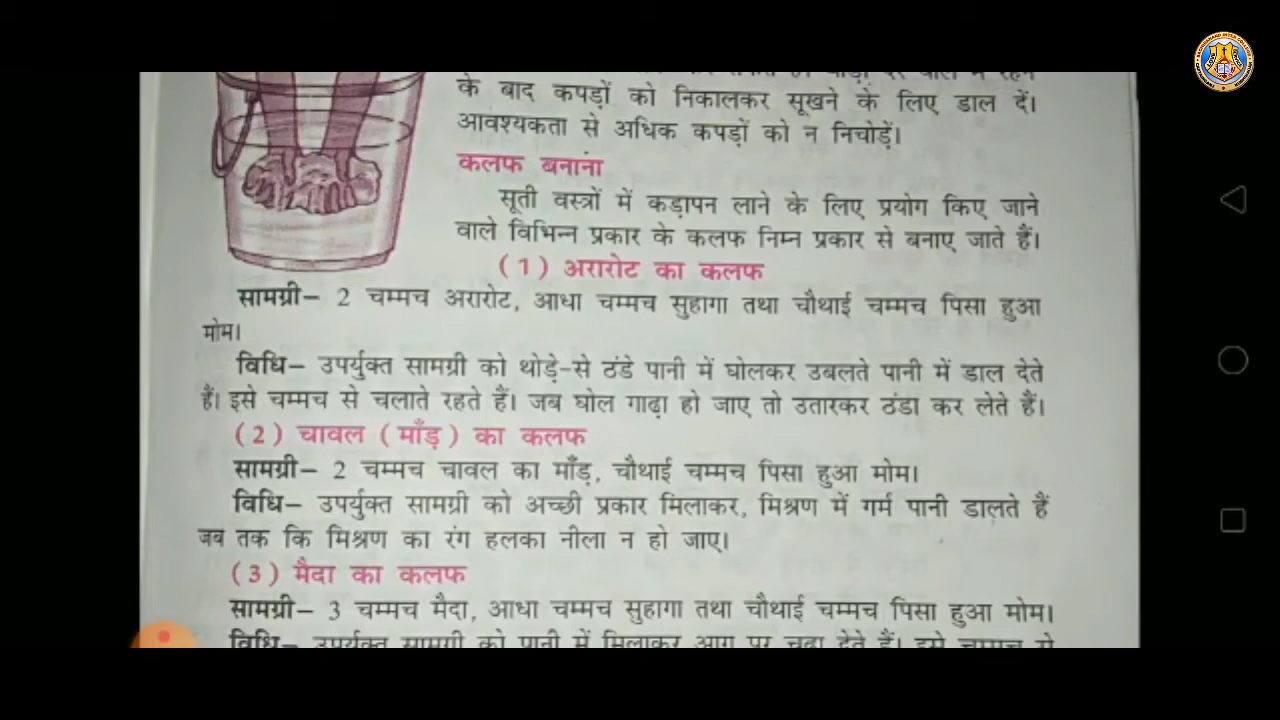 के बाद कपड़ों को निकालकर सूखने के लिए डाल दें।
आवश्यकता से अधिक कपड़ों को न निचोड़ें।
कलफ बनाना
सूती वस्त्रों में कड़ापन लाने के लिए प्रयोग किए जाने
वाले विभिन्न प्रकार के कलफ निम्न प्रकार से बनाए जाते हैं।
(1) अरारोट का कलफ
सामग्री– 2 चम्मच अरारोट, आधा चम्मच सुहागा तथा चौथाई चम्मच पिसा हुआ
मोम।
विधि– उपर्युक्त सामग्री को थोड़े-से ठंडे पानी में घोलकर उबलते पानी में डाल देते
हैं। इसे चम्मच से चलाते रहते हैं। जब घोल गाढ़ा हो जाए तो उतारकर ठंडा कर लेते हैं।
(2) चावल (माँड़) का कलफ
सामग्री– 2 चम्मच चावल का माँड़, चौथाई चम्मच पिसा हुआ मोम।
विधि– उपर्युक्त सामग्री को अच्छी प्रकार मिलाकर, मिश्रण में गर्म पानी डालते हैं
जब तक कि मिश्रण का रंग हलका नीला न हो जाए।
(3) मैदा का कलफ
सामग्री– 3 चम्मच मैदा, आधा चम्मच सुहागा तथा चौथाई चम्मच पिसा हुआ मोम।
विधि– उपर्युक्त सामग्री को पानी में मिलाकर आग पर चढ़ा देते हैं। इसे चम्मच से